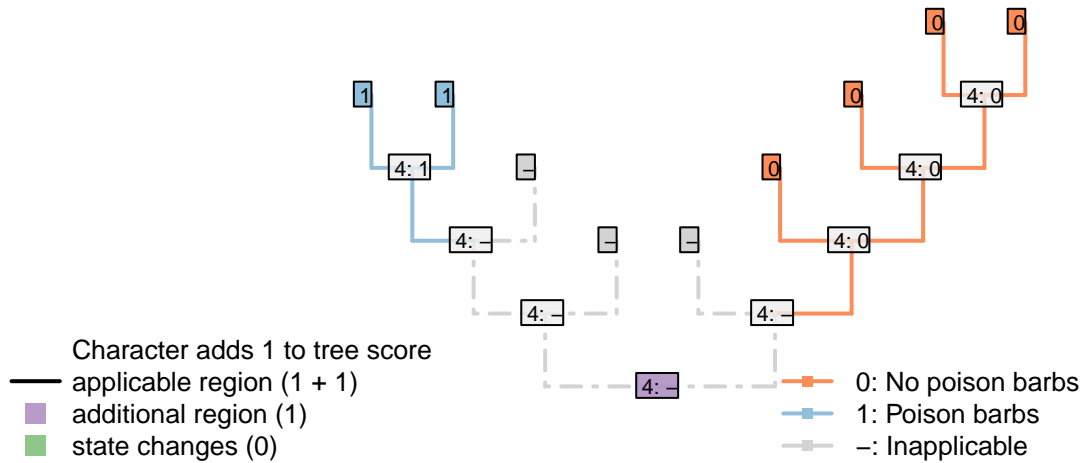 0 0
1 1 0 4: 0
4: 1 – 0 4: 0
4: – – – 4: 0
4: – 4: –
Character adds 1 to tree score
applicable region (1 + 1) 4: – 0: No poison barbs
additional region (1) 1: Poison barbs
state changes (0) –: Inapplicable